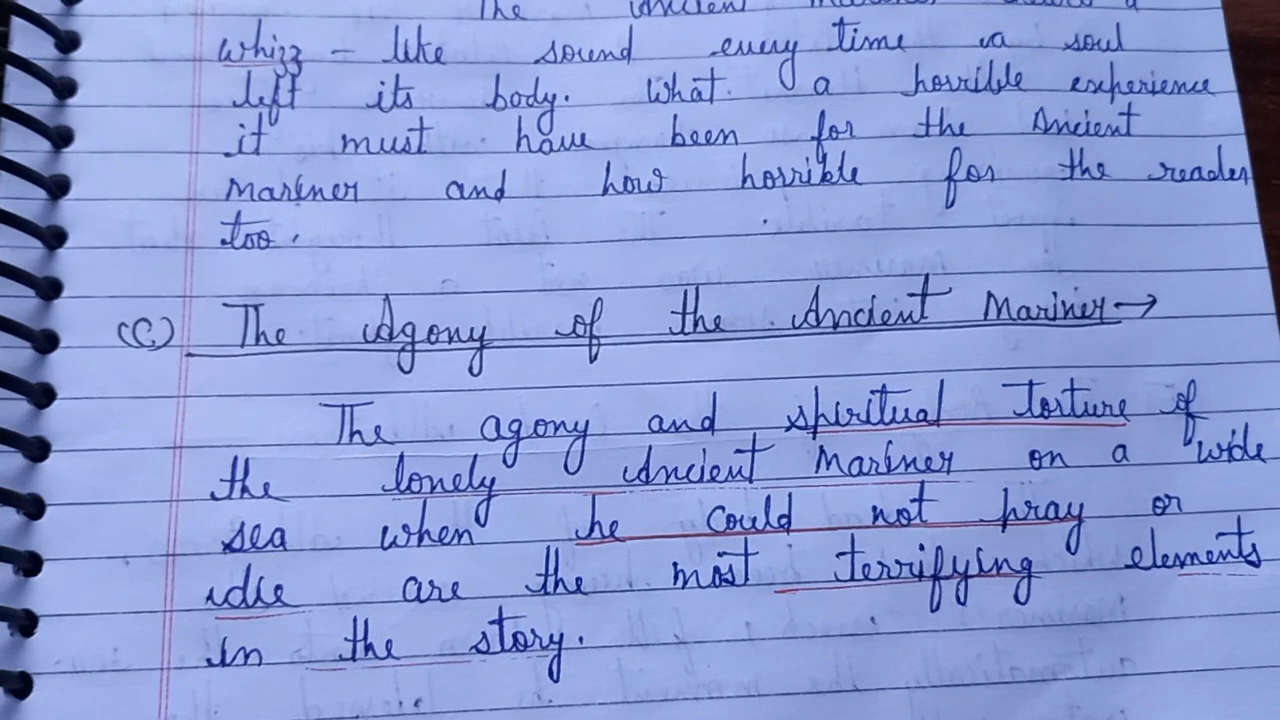 The Ancient
whizz - like sound every time a soul
left its body. What a horrible experience
it must have been for the Ancient
Mariner and how horrible for the reader
too.
(C) The Agony of the Ancient Mariner →
The agony and spiritual torture of
the lonely Ancient Mariner on a wide
sea when he could not pray or
idie are the most terrifying elements
in the story.